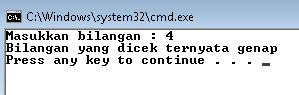 C:\Windows\system32\cmd.exe
Masukkan bilangan : 4
Bilangan yang dicek ternyata genap
Press any key to continue . . . _